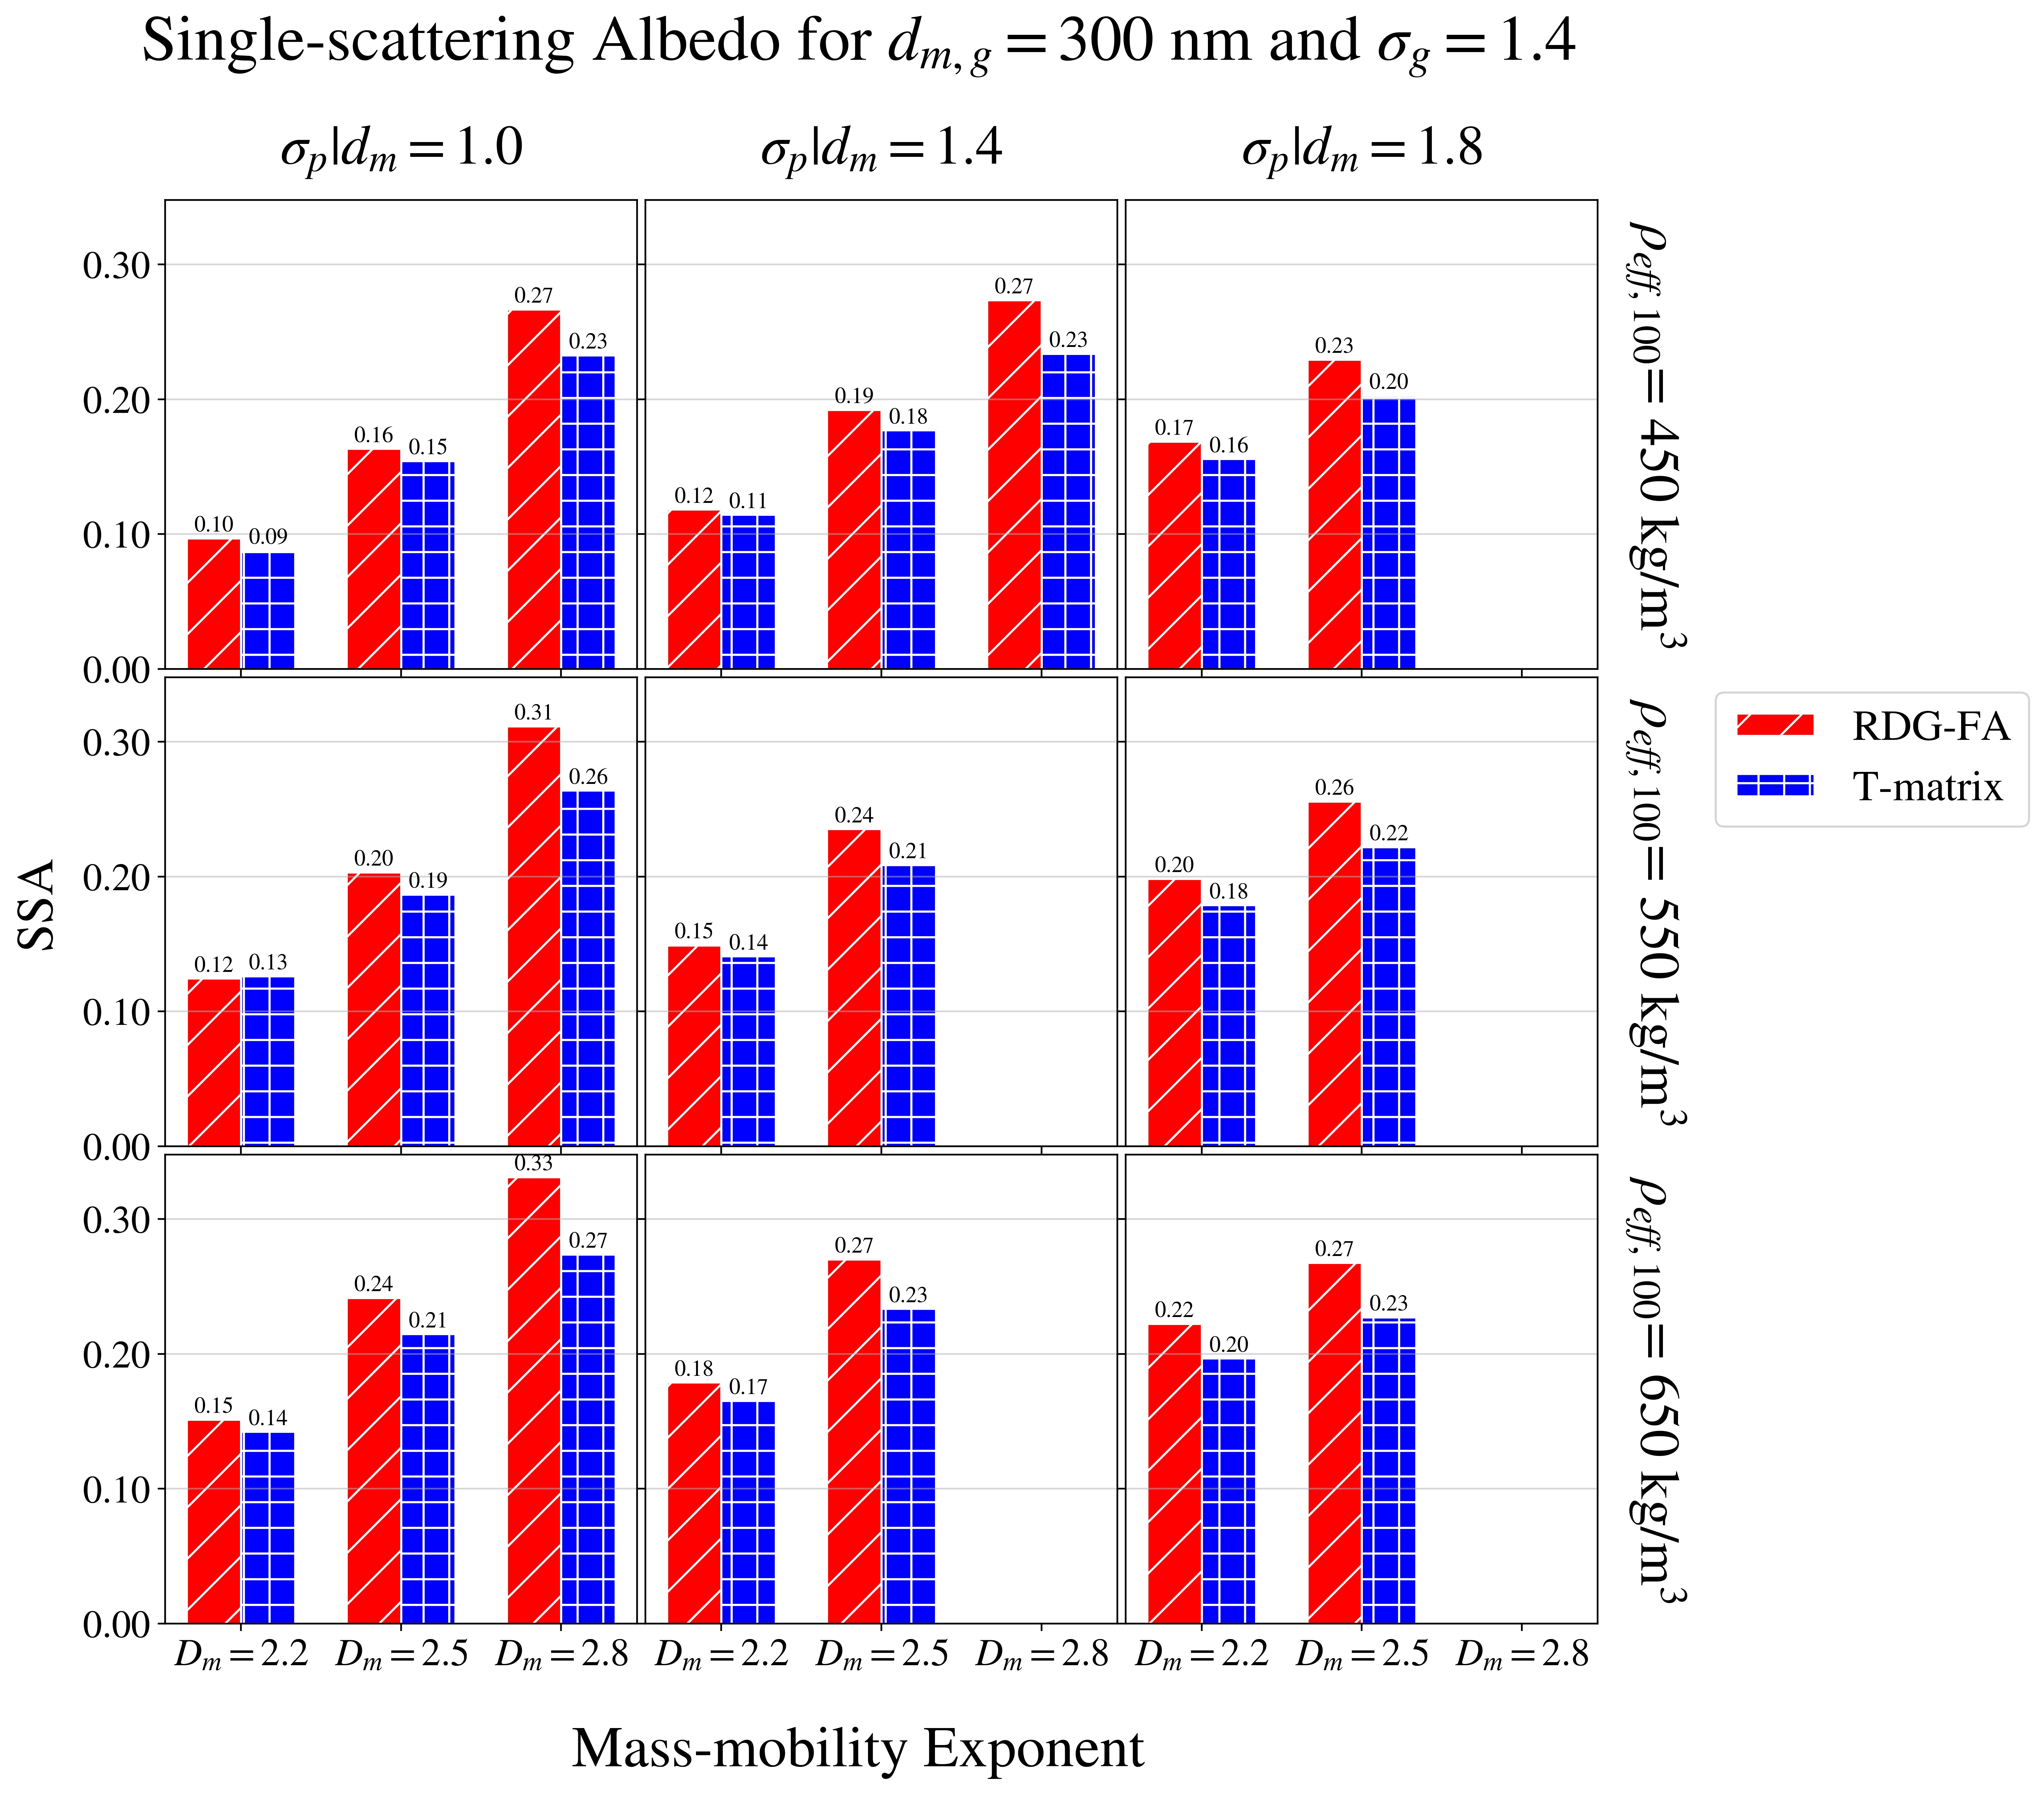 Single-scattering Albedo for d_{m,g} = 300 nm and σ_g = 1.4
σ_p|d_m = 1.0
σ_p|d_m = 1.4
σ_p|d_m = 1.8
0.30
0.20
0.10
0.00
0.10
0.09
0.16
0.15
0.27
0.23
0.12
0.11
0.19
0.18
0.27
0.23
0.17
0.16
0.23
0.20
ρ_{eff, 100} = 450 kg/m³
SSA
0.30
0.20
0.10
0.00
0.12
0.13
0.20
0.19
0.31
0.26
0.15
0.14
0.24
0.21
0.20
0.18
0.26
0.22
ρ_{eff, 100} = 550 kg/m³
RDG-FA
T-matrix
0.30
0.20
0.10
0.00
0.15
0.14
0.24
0.21
0.33
0.27
0.18
0.17
0.27
0.23
0.22
0.20
0.27
0.23
ρ_{eff, 100} = 650 kg/m³
D_m = 2.2
D_m = 2.5
D_m = 2.8
D_m = 2.2
D_m = 2.5
D_m = 2.8
D_m = 2.2
D_m = 2.5
D_m = 2.8
Mass-mobility Exponent